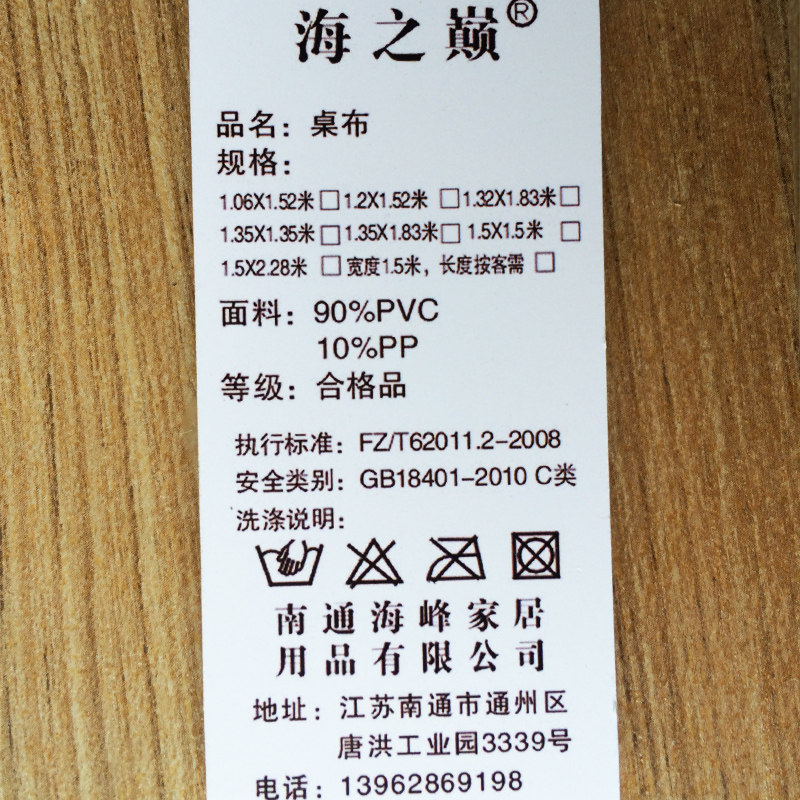 海之巅®
品名：桌布
规格：
1.06X1.52米□1.2X1.52米 □1.32X1.83米□
1.35X1.35米□1.35X1.83米□ 1.5X1.5米 □
1.5X2.28米 □宽度1.5米，长度按客需 □
面料：90%PVC
10%PP
等级：合格品
执行标准：FZ/T62011.2-2008
安全类别：GB18401-2010 C类
洗涤说明：
南通海峰家居
用品有限公司
地址：江苏南通市通州区
唐洪工业园3339号
电话：13962869198